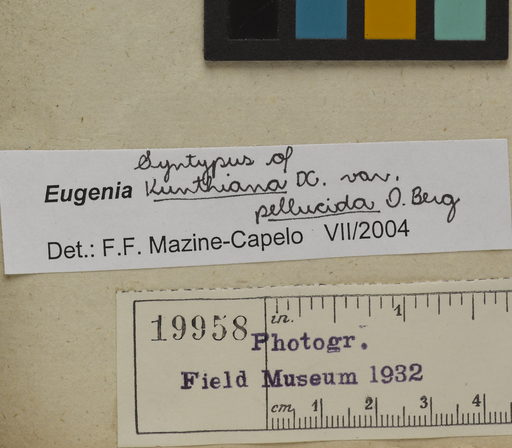 Syntypus of
Eugenia Kunthiana DC. var.
pellucida O. Berg
Det.: F.F. Mazine-Capelo VII/2004
19958
in. 1
Photogr.
Field Museum 1932
cm 1 2 3 4